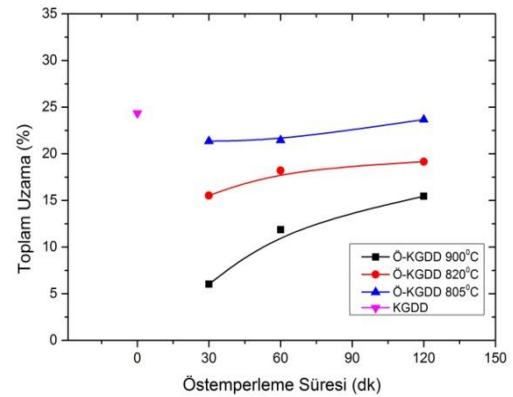 35
30
25
20
15
10
5
0
Toplam Uzama (%)
0 30 60 90 120 150
Östemperleme Süresi (dk)
Ö-KGDD 900⁰C
Ö-KGDD 820⁰C
Ö-KGDD 805⁰C
KGDD